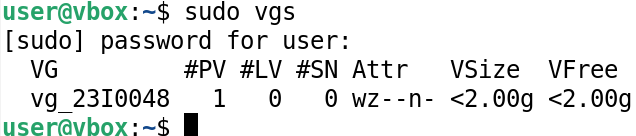 user@vbox:~$ sudo vgs
[sudo] password for user:
  VG         #PV #LV #SN Attr   VSize  VFree
  vg_23I0048   1   0   0 wz--n- <2.00g <2.00g
user@vbox:~$